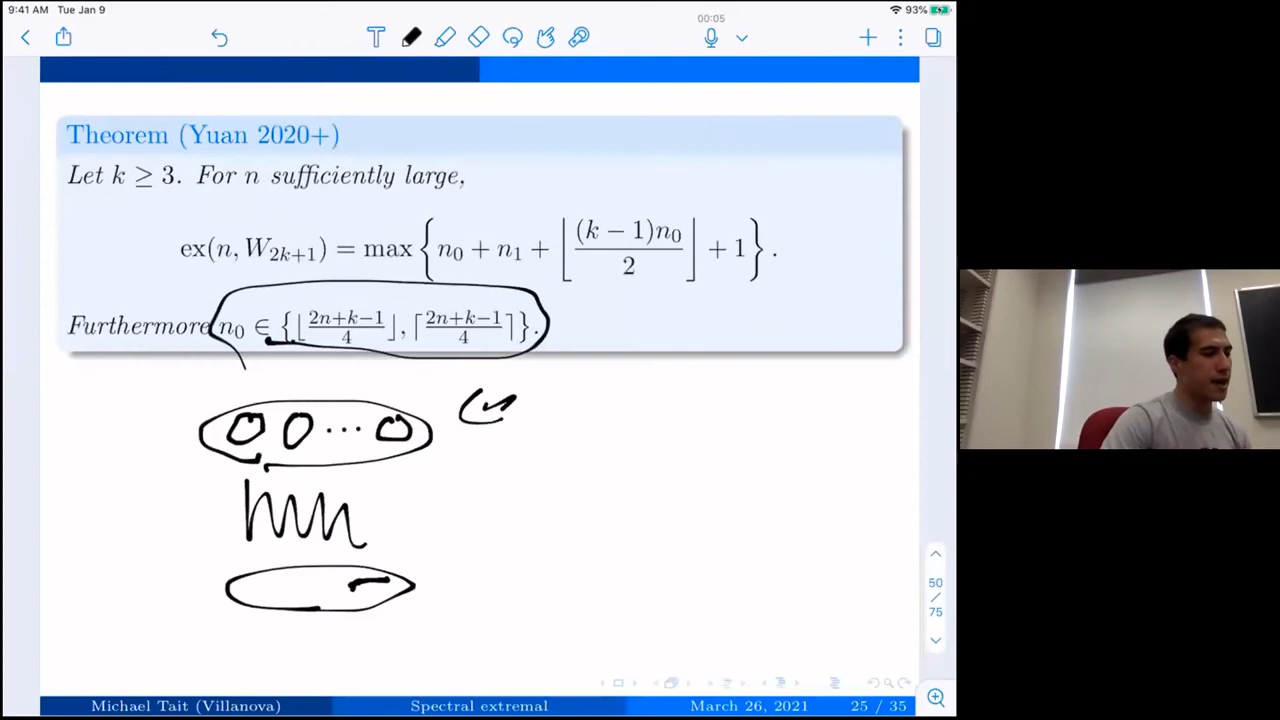 9:41 AM Tue Jan 9
93%
00:05
Theorem (Yuan 2020+)
Let k ≥ 3. For n sufficiently large,
ex(n, W_{2k+1}) = max { n_0 + n_1 + ⌊ (k − 1)n_0 / 2 ⌋ + 1 } .
Furthermore n_0 ∈ {⌊ 2n+k−1 / 4 ⌋, ⌈ 2n+k−1 / 4 ⌉}.
50
/
75
Michael Tait (Villanova) Spectral extremal March 26, 2021 25 / 35